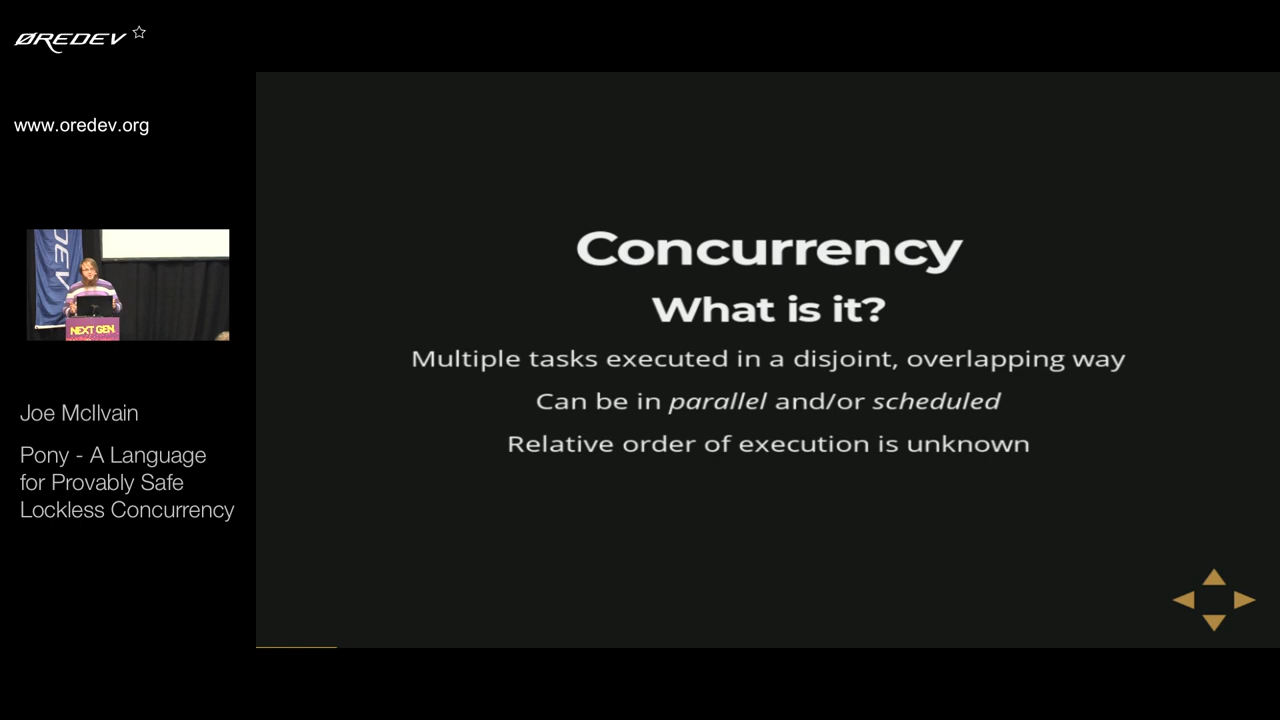 ØREDEV
www.oredev.org
DEV
NEXT GEN.
Joe McIlvain
Pony - A Language
for Provably Safe
Lockless Concurrency
Concurrency
What is it?
Multiple tasks executed in a disjoint, overlapping way
Can be in parallel and/or scheduled
Relative order of execution is unknown